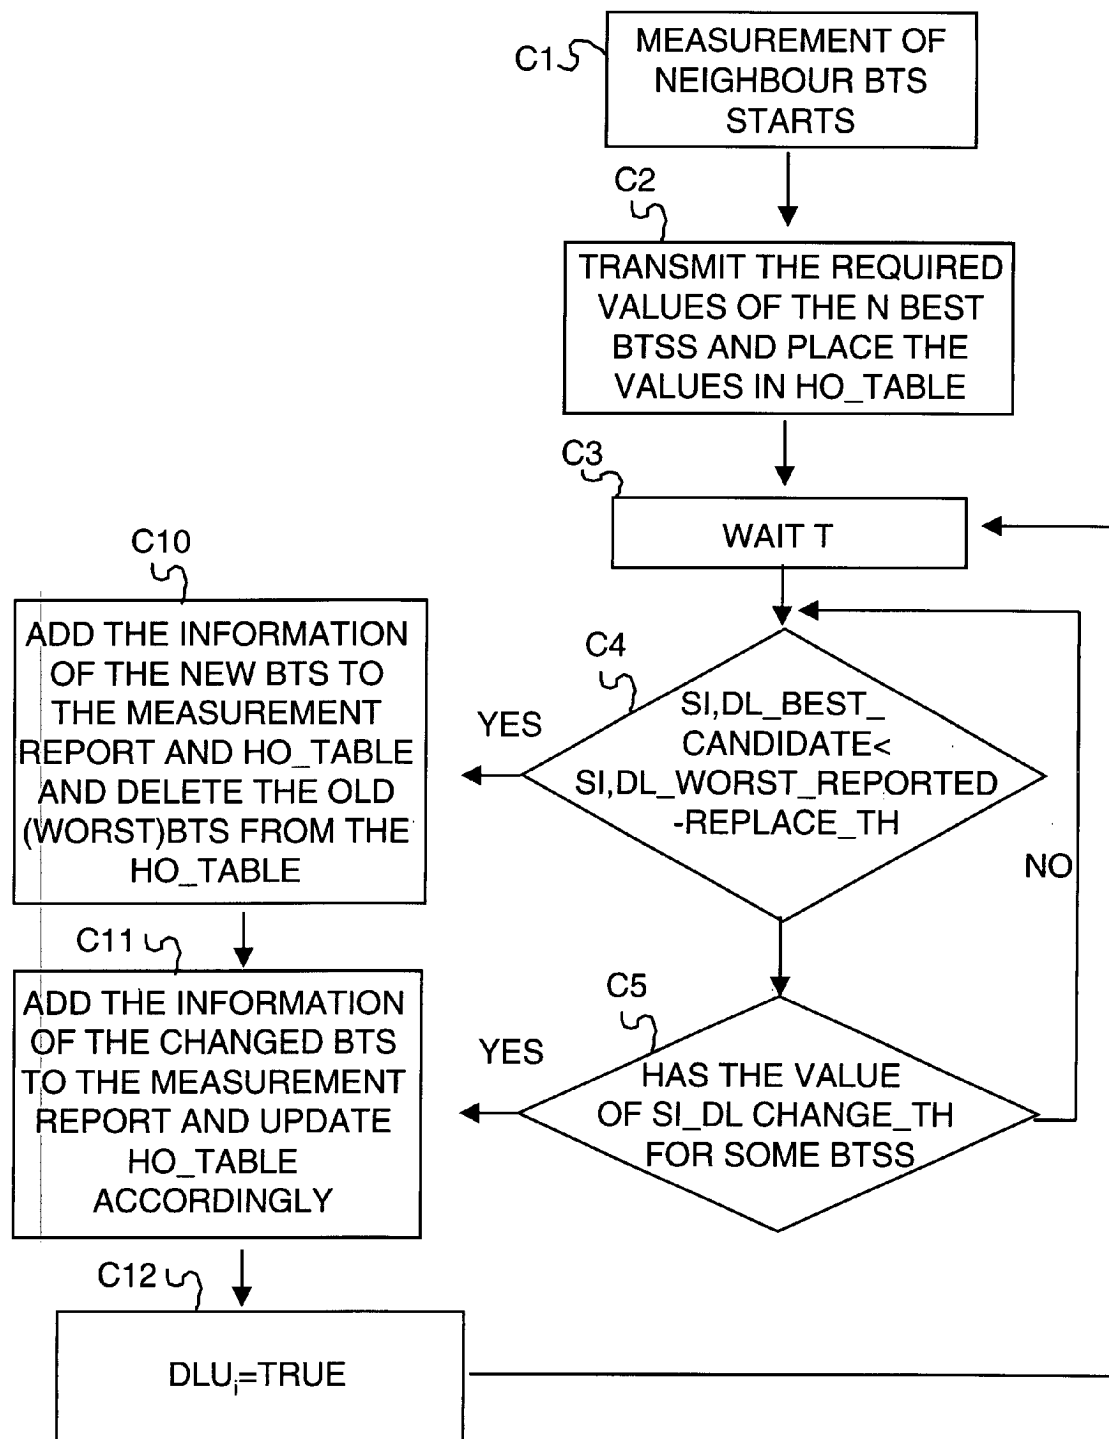 C1
MEASUREMENT OF
NEIGHBOUR BTS
STARTS
C2
TRANSMIT THE REQUIRED
VALUES OF THE N BEST
BTSS AND PLACE THE
VALUES IN HO_TABLE
C3
WAIT T
C4
SI,DL_BEST_
CANDIDATE<
SI,DL_WORST_REPORTED
-REPLACE_TH
YES
NO
C10
ADD THE INFORMATION
OF THE NEW BTS TO
THE MEASUREMENT
REPORT AND HO_TABLE
AND DELETE THE OLD
(WORST)BTS FROM THE
HO_TABLE
C5
HAS THE VALUE
OF SI_DL CHANGE_TH
FOR SOME BTSS
YES
C11
ADD THE INFORMATION
OF THE CHANGED BTS
TO THE MEASUREMENT
REPORT AND UPDATE
HO_TABLE
ACCORDINGLY
C12
DLUi=TRUE